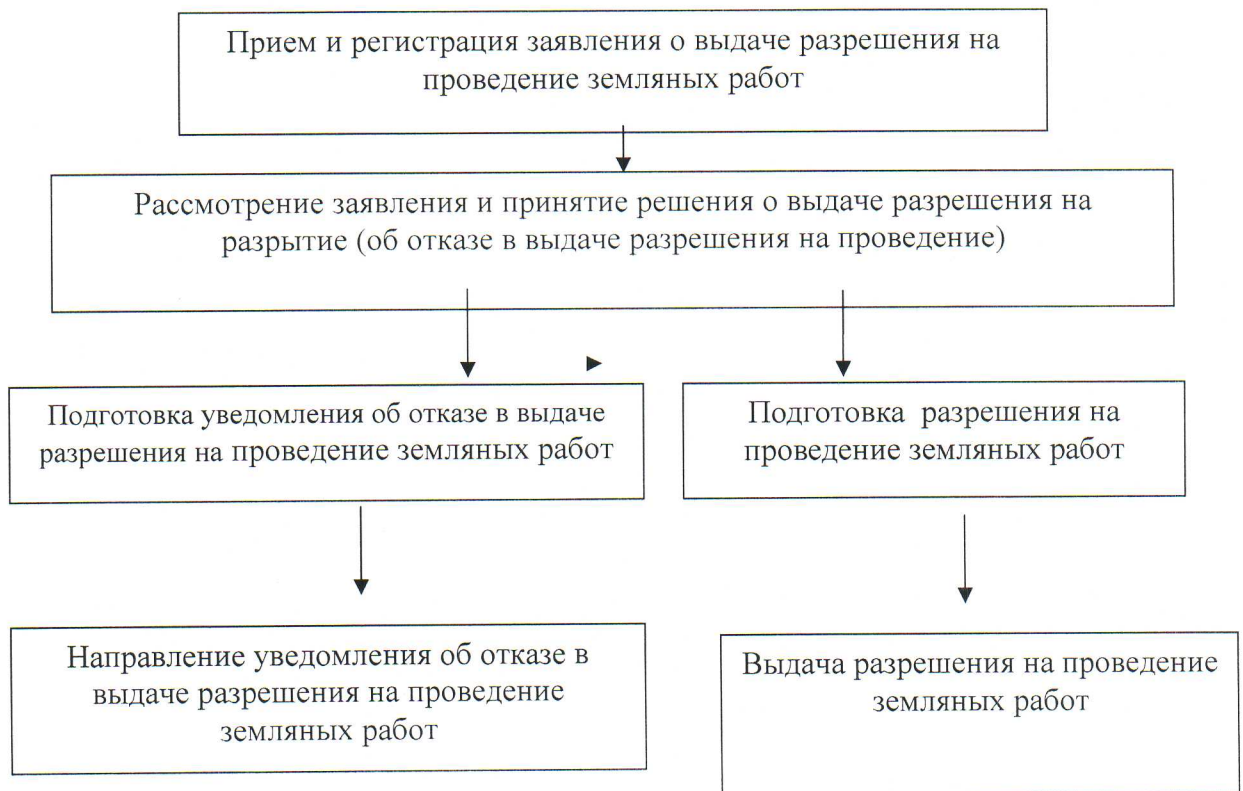 Прием и регистрация заявления о выдаче разрешения на
проведение земляных работ
Рассмотрение заявления и принятие решения о выдаче разрешения на
разрытие (об отказе в выдаче разрешения на проведение)
Подготовка уведомления об отказе в выдаче
разрешения на проведение земляных работ
Подготовка разрешения на
проведение земляных работ
Направление уведомления об отказе в
выдаче разрешения на проведение
земляных работ
Выдача разрешения на проведение
земляных работ